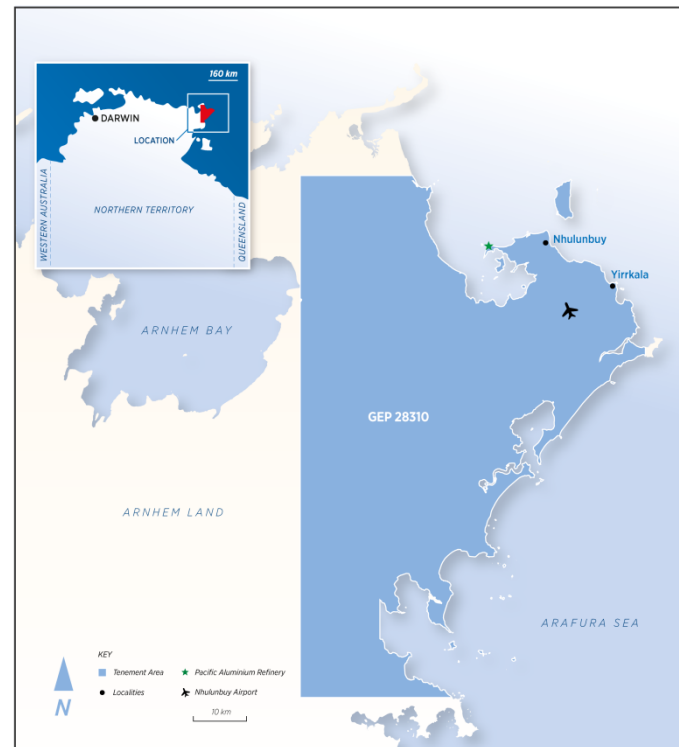 160 km
DARWIN
LOCATION
NORTHERN TERRITORY
WESTERN AUSTRALIA
QUEENSLAND
Nhulunbuy
Yirrkala
ARNHEM BAY
GEP 28310
ARNHEM LAND
ARAFURA SEA
KEY
Tenement Area
Pacific Aluminium Refinery
Localities
Nhulunbuy Airport
N
10 km